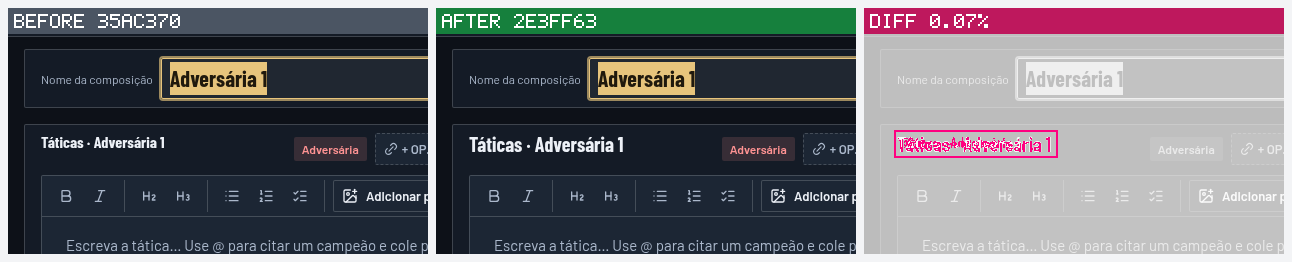 BEFORE 35AC370
AFTER 2E3FF63
DIFF 0.07%
Nome da composição Adversária 1
Nome da composição Adversária 1
Nome da composição Adversária 1
Táticas · Adversária 1 Adversária + OP.
Táticas · Adversária 1 Adversária + OP.
Adversária + OP.
B I H2 H3 Adicionar p
B I H2 H3 Adicionar p
B I H2 H3 Adicionar p
Escreva a tática... Use @ para citar um campeão e cole p
Escreva a tática... Use @ para citar um campeão e cole p
Escreva a tática... Use @ para citar um campeão e cole p